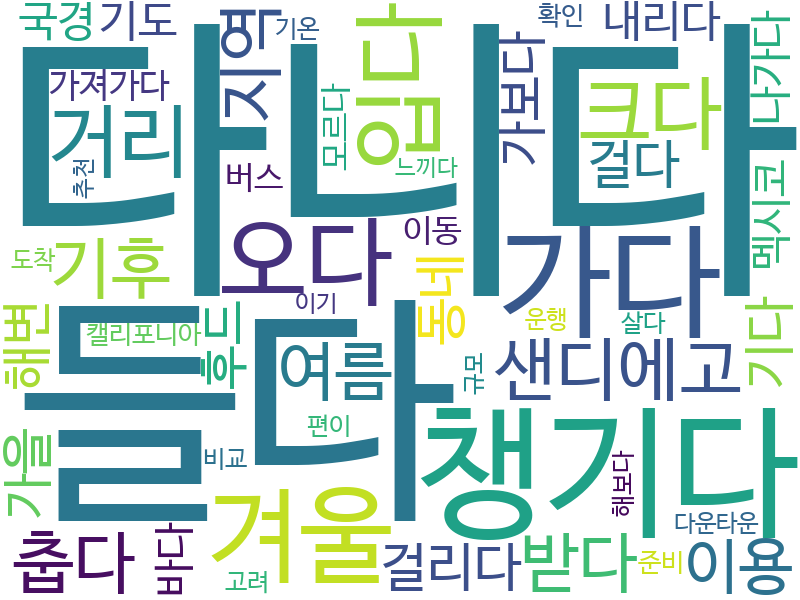 국경
기도
지역
기온
입다
확인
내리다
다니다
가져가다
거리
추천
버스
모르다
느끼다
가보다
크다
걸다
나가다
멕시코
도착
기후
오다
이동
동네
가다
이기
운행
살다
해변
캘리포니아
후드
들다
여름
편이
규모
샌디에고
기다
가을
비교
겨울
챙기다
해보다
다운타운
춥다
바다
고려
걸리다
받다
준비
이용